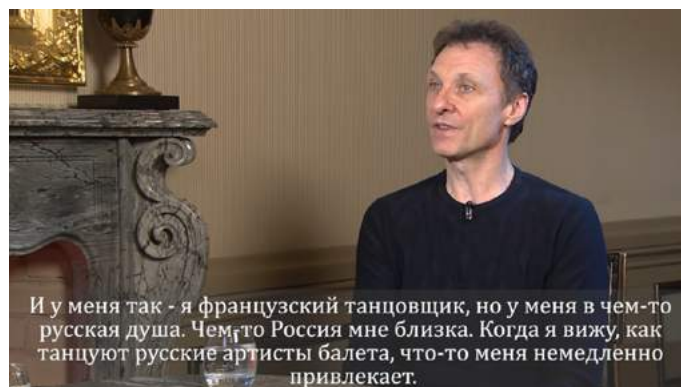 И у меня так - я французский танцовщик, но у меня в чем-то
русская душа. Чем-то Россия мне близка. Когда я вижу, как
танцуют русские артисты балета, что-то меня немедленно
привлекает.